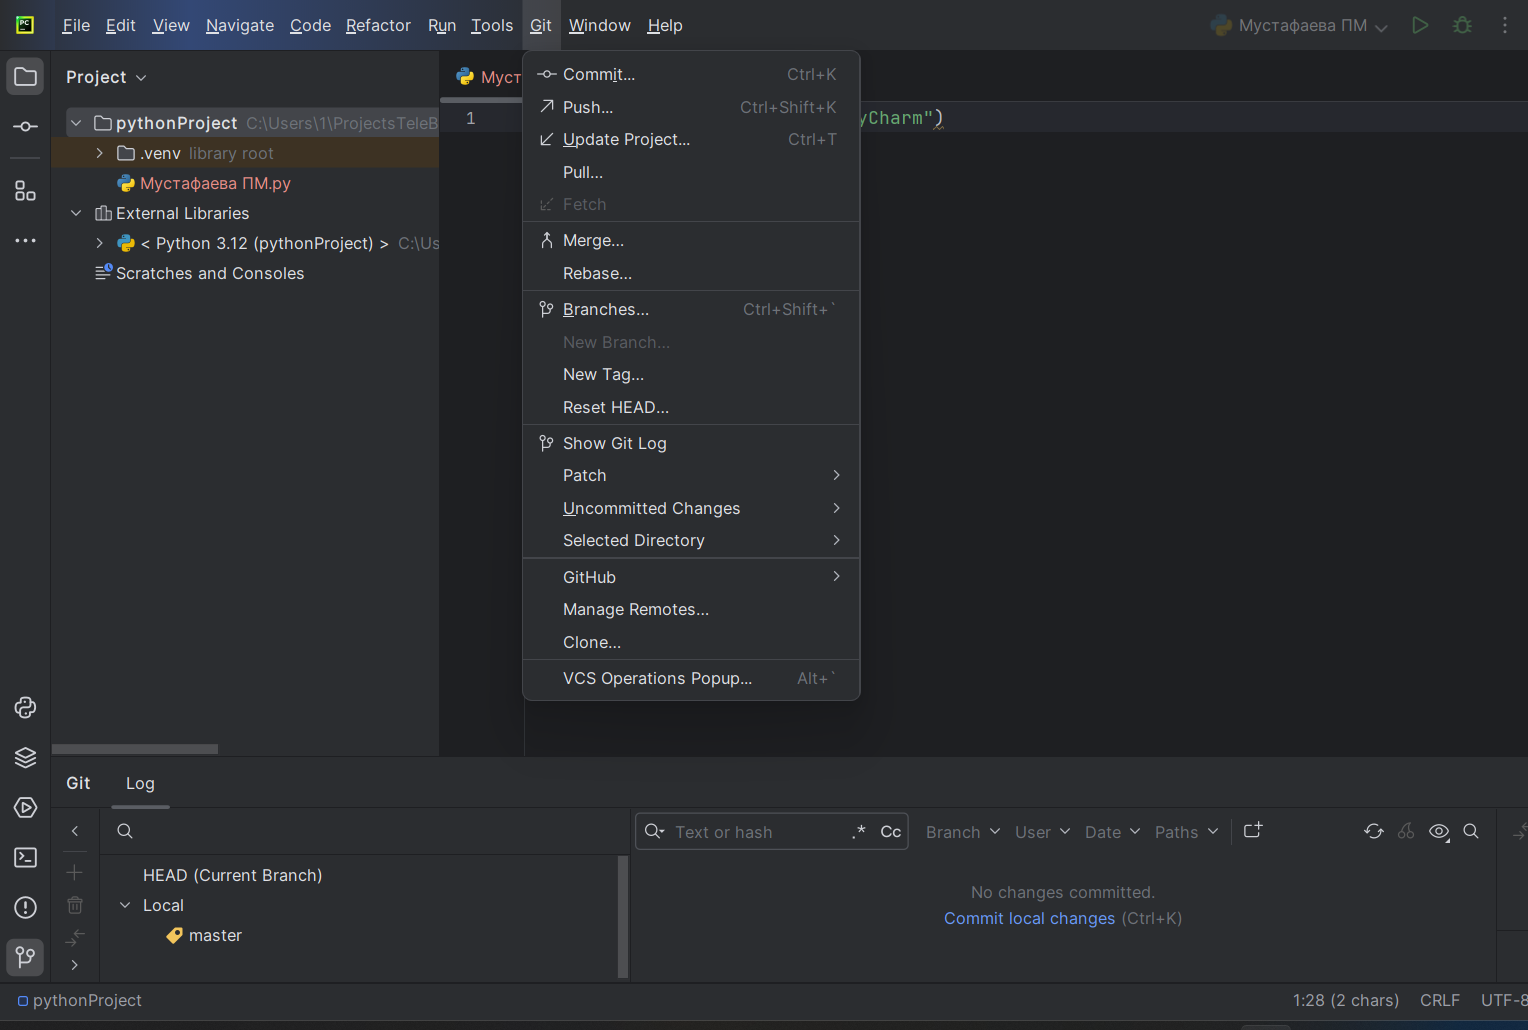 File Edit View Navigate Code Refactor Run Tools Git Window Help Мустафаева ПМ
Project
pythonProject C:\Users\1\ProjectsTeleB
.venv library root
Мустафаева ПМ.py
External Libraries
< Python 3.12 (pythonProject) > C:\Us
Scratches and Consoles
Муст
1
yCharm")
Commit... Ctrl+K
Push... Ctrl+Shift+K
Update Project... Ctrl+T
Pull...
Fetch
Merge...
Rebase...
Branches... Ctrl+Shift+`
New Branch...
New Tag...
Reset HEAD...
Show Git Log
Patch
Uncommitted Changes
Selected Directory
GitHub
Manage Remotes...
Clone...
VCS Operations Popup... Alt+`
Git Log
Text or hash .* Cc Branch User Date Paths
HEAD (Current Branch)
Local
master
No changes committed.
Commit local changes (Ctrl+K)
pythonProject 1:28 (2 chars) CRLF UTF-8